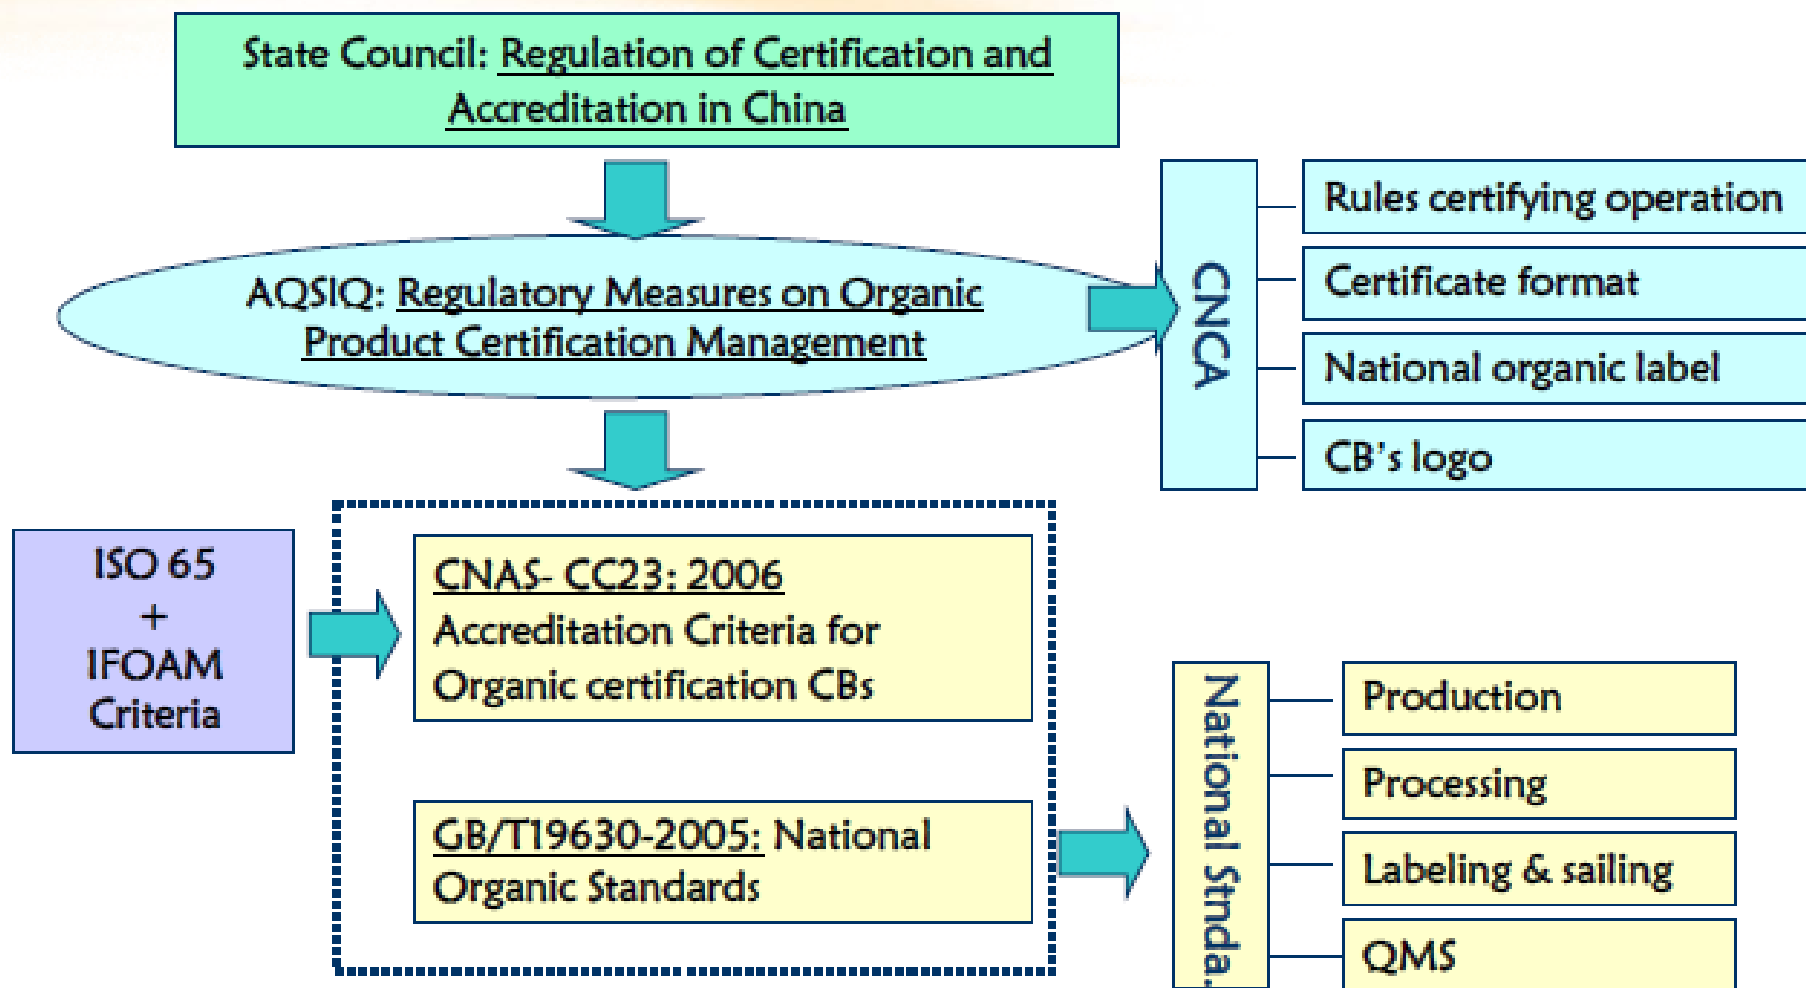 State Council: Regulation of Certification and
Accreditation in China
AQSIQ: Regulatory Measures on Organic
Product Certification Management
CNCA
Rules certifying operation
Certificate format
National organic label
CB's logo
ISO 65
+
IFOAM
Criteria
CNAS- CC23: 2006
Accreditation Criteria for
Organic certification CBs
GB/T19630-2005: National
Organic Standards
National Stnda.
Production
Processing
Labeling & sailing
QMS